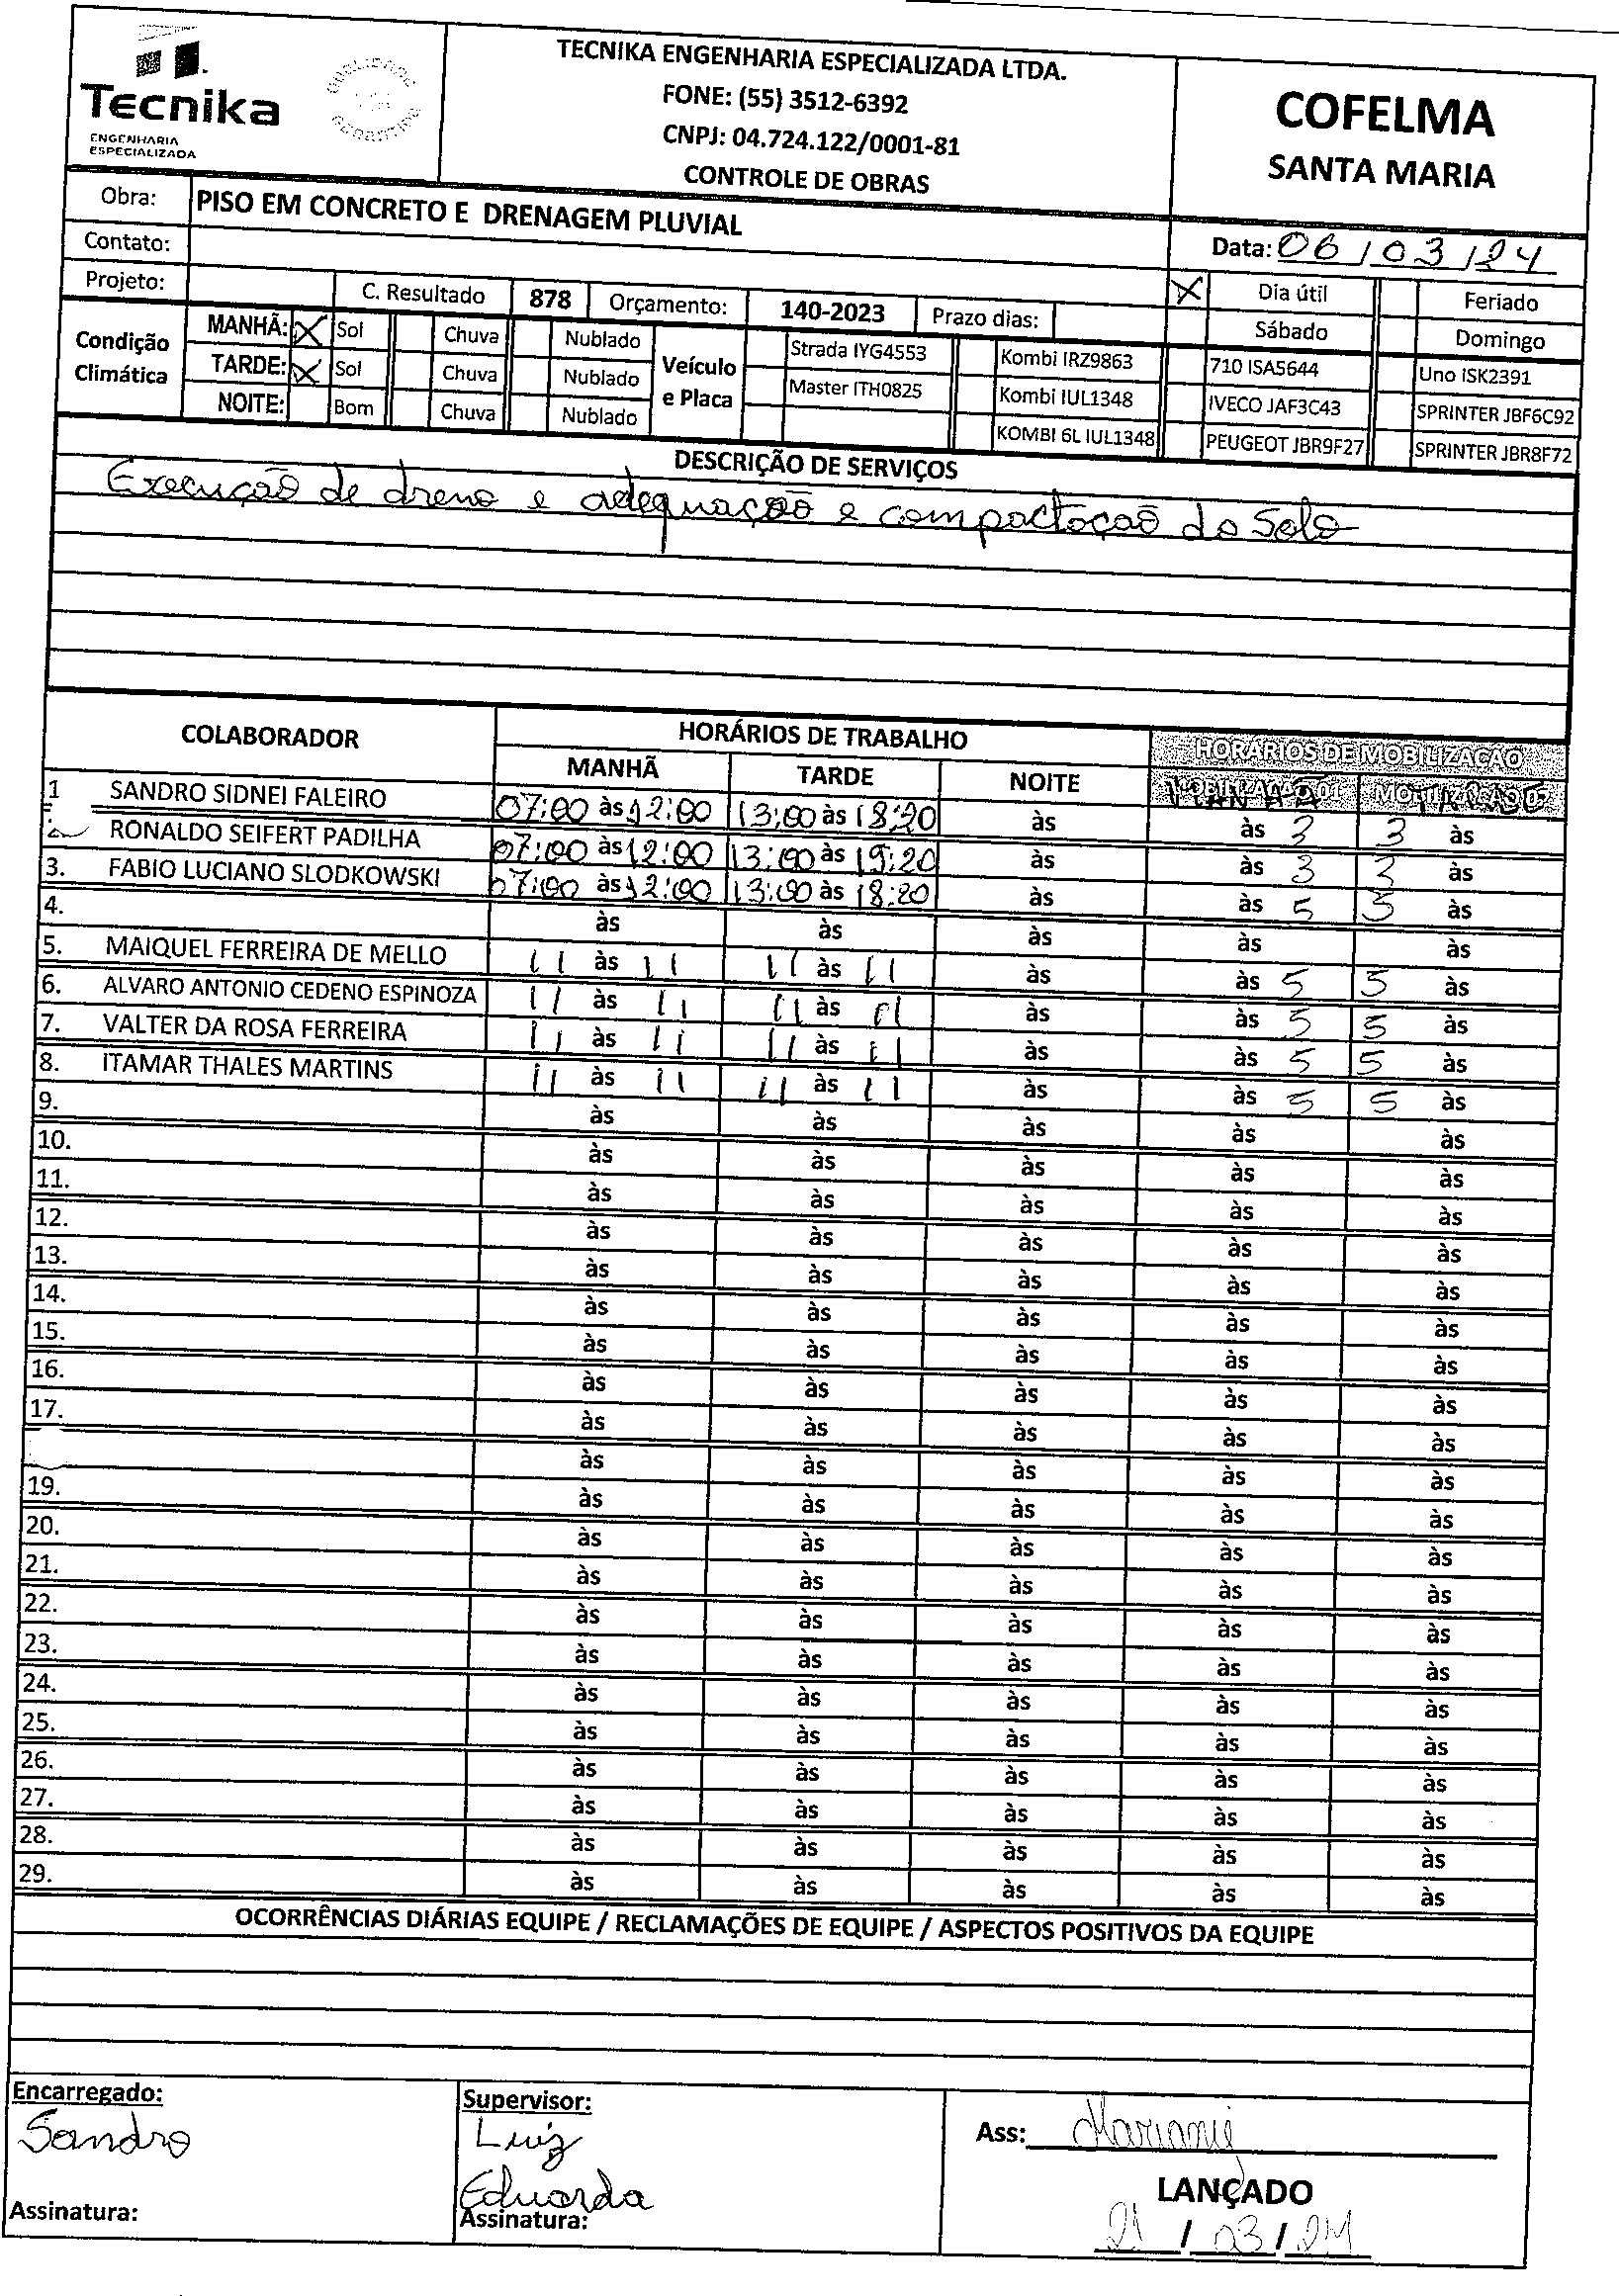 Tecnika
ENGENHARIA
ESPECIALIZADA
TECNIKA ENGENHARIA ESPECIALIZADA LTDA.
FONE: (55) 3512-6392
CNPJ: 04.724.122/0001-81
CONTROLE DE OBRAS
COFELMA
SANTA MARIA
Obra: PISO EM CONCRETO E DRENAGEM PLUVIAL
Contato:
Data: 06/03/24
Projeto: C. Resultado 878 Orçamento: 140-2023 Prazo dias: X Dia útil Feriado
Sábado Domingo
Condição Climática
MANHÃ: X Sol Chuva Nublado
TARDE: X Sol Chuva Nublado
NOITE: Bom Chuva Nublado
Veículo e Placa
Strada IYG4553 Kombi IRZ9863 710 ISA5644 Uno ISK2391
Master ITH0825 Kombi IUL1348 IVECO JAF3C43 SPRINTER JBF6C92
KOMBI 6L IUL1348 PEUGEOT JBR9F27 SPRINTER JBR8F72
DESCRIÇÃO DE SERVIÇOS
Execução de dreno e adequação e compactação do Solo
COLABORADOR HORÁRIOS DE TRABALHO HORÁRIOS DE MOBILIZAÇÃO
MANHÃ TARDE NOITE
1 SANDRO SIDNEI FALEIRO 07:00 às 12:00 13:00 às 18:20 às às 3 3 às
RONALDO SEIFERT PADILHA 07:00 às 12:00 13:00 às 19:20 às às 3 3 às
3. FABIO LUCIANO SLODKOWSKI 07:00 às 12:00 13:00 às 18:20 às às 5 5 às
4. às às às às às
5. MAIQUEL FERREIRA DE MELLO 11 às 11 11 às 11 às às 5 5 às
6. ALVARO ANTONIO CEDENO ESPINOZA 11 às 11 11 às 11 às às 5 5 às
7. VALTER DA ROSA FERREIRA 11 às 11 11 às 11 às às 5 5 às
8. ITAMAR THALES MARTINS 11 às 11 11 às 11 às às 5 5 às
9. às às às às às
10. às às às às às
11. às às às às às
12. às às às às às
13. às às às às às
14. às às às às às
15. às às às às às
16. às às às às às
17. às às às às às
às às às às às
19. às às às às às
20. às às às às às
21. às às às às às
22. às às às às às
23. às às às às às
24. às às às às às
25. às às às às às
26. às às às às às
27. às às às às às
28. às às às às às
29. às às às às às
OCORRÊNCIAS DIÁRIAS EQUIPE / RECLAMAÇÕES DE EQUIPE / ASPECTOS POSITIVOS DA EQUIPE
Encarregado:
Sandro
Assinatura:
Supervisor:
Luiz
Eduarda
Assinatura:
Ass:
LANÇADO
21/03/24